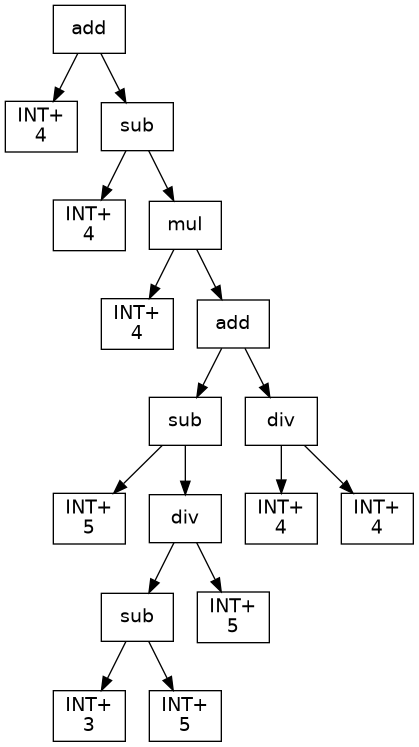 add
INT+
4
sub
INT+
4
mul
INT+
4
add
sub
div
INT+
5
div
INT+
4
INT+
4
sub
INT+
5
INT+
3
INT+
5